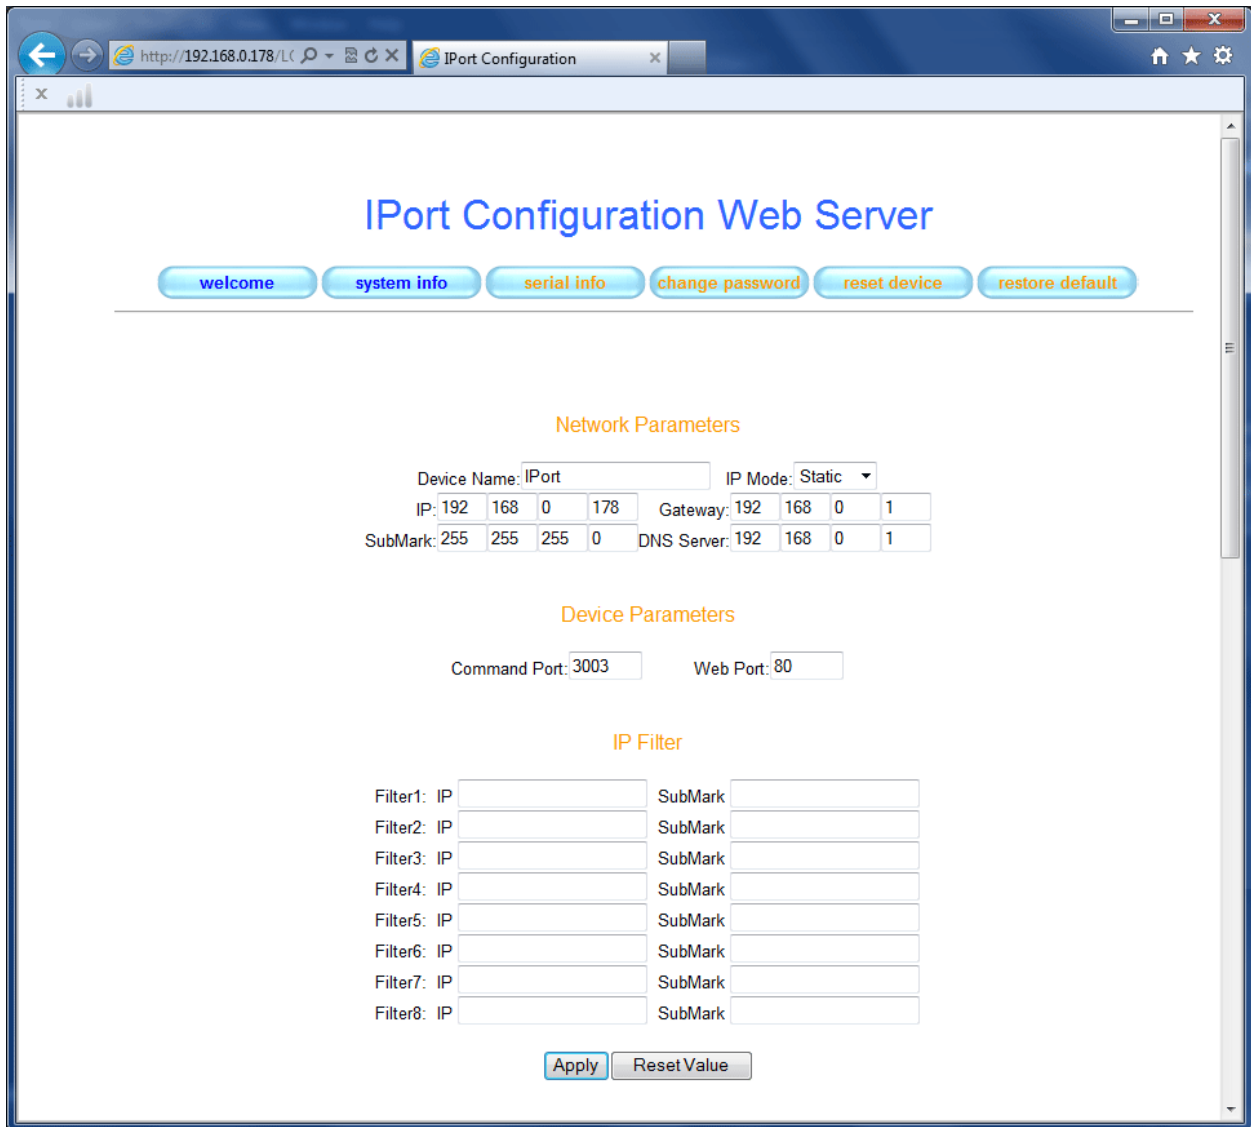 http://192.168.0.178/L(
IPort Configuration
IPort Configuration Web Server
welcome system info serial info change password reset device restore default
Network Parameters
Device Name: IPort IP Mode: Static
IP: 192 168 0 178 Gateway: 192 168 0 1
SubMark: 255 255 255 0 DNS Server: 192 168 0 1
Device Parameters
Command Port: 3003 Web Port: 80
IP Filter
Filter1: IP SubMark
Filter2: IP SubMark
Filter3: IP SubMark
Filter4: IP SubMark
Filter5: IP SubMark
Filter6: IP SubMark
Filter7: IP SubMark
Filter8: IP SubMark
Apply Reset Value